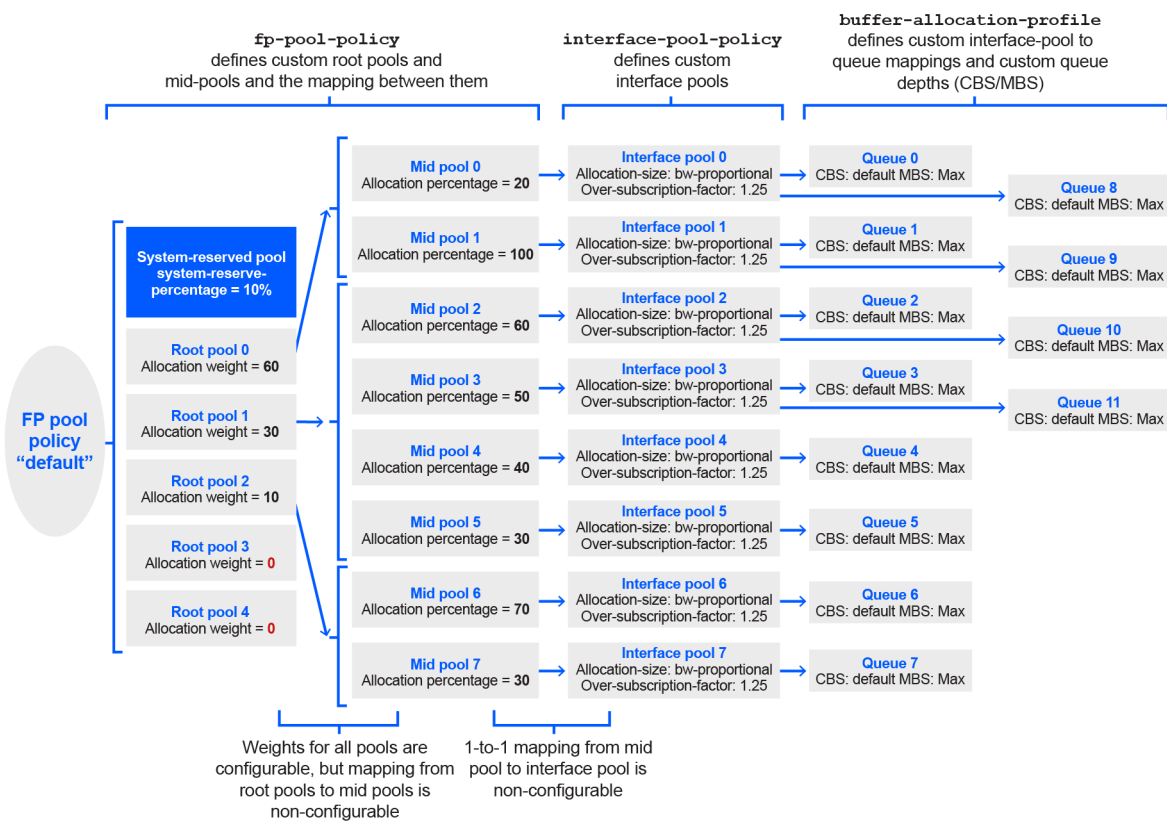 fp-pool-policy
defines custom root pools and
mid-pools and the mapping between them
interface-pool-policy
defines custom
interface pools
buffer-allocation-profile
defines custom interface-pool to
queue mappings and custom queue
depths (CBS/MBS)
FP pool
policy
“default”
System-reserved pool
system-reserve-
percentage = 10%
Root pool 0
Allocation weight = 60
Root pool 1
Allocation weight = 30
Root pool 2
Allocation weight = 10
Root pool 3
Allocation weight = 0
Root pool 4
Allocation weight = 0
Mid pool 0
Allocation percentage = 20
Mid pool 1
Allocation percentage = 100
Mid pool 2
Allocation percentage = 60
Mid pool 3
Allocation percentage = 50
Mid pool 4
Allocation percentage = 40
Mid pool 5
Allocation percentage = 30
Mid pool 6
Allocation percentage = 70
Mid pool 7
Allocation percentage = 30
Interface pool 0
Allocation-size: bw-proportional
Over-subscription-factor: 1.25
Interface pool 1
Allocation-size: bw-proportional
Over-subscription-factor: 1.25
Interface pool 2
Allocation-size: bw-proportional
Over-subscription-factor: 1.25
Interface pool 3
Allocation-size: bw-proportional
Over-subscription-factor: 1.25
Interface pool 4
Allocation-size: bw-proportional
Over-subscription-factor: 1.25
Interface pool 5
Allocation-size: bw-proportional
Over-subscription-factor: 1.25
Interface pool 6
Allocation-size: bw-proportional
Over-subscription-factor: 1.25
Interface pool 7
Allocation-size: bw-proportional
Over-subscription-factor: 1.25
Queue 0
CBS: default MBS: Max
Queue 1
CBS: default MBS: Max
Queue 2
CBS: default MBS: Max
Queue 3
CBS: default MBS: Max
Queue 4
CBS: default MBS: Max
Queue 5
CBS: default MBS: Max
Queue 6
CBS: default MBS: Max
Queue 7
CBS: default MBS: Max
Queue 8
CBS: default MBS: Max
Queue 9
CBS: default MBS: Max
Queue 10
CBS: default MBS: Max
Queue 11
CBS: default MBS: Max
Weights for all pools are
configurable, but mapping from
root pools to mid pools is
non-configurable
1-to-1 mapping from mid
pool to interface pool is
non-configurable